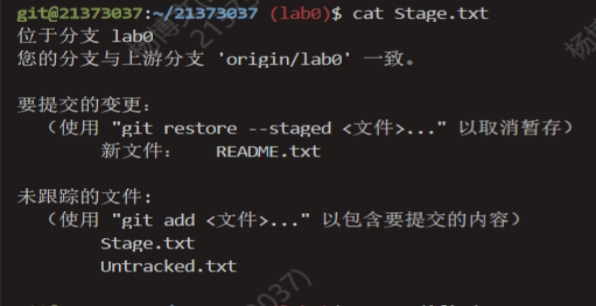 git@21373037:~/21373037 (lab0)$ cat Stage.txt
位于分支 lab0
您的分支与上游分支 'origin/lab0' 一致。
要提交的变更：
（使用 "git restore --staged <文件>..." 以取消暂存）
新文件： README.txt
未跟踪的文件:
（使用 "git add <文件>..." 以包含要提交的内容）
Stage.txt
Untracked.txt